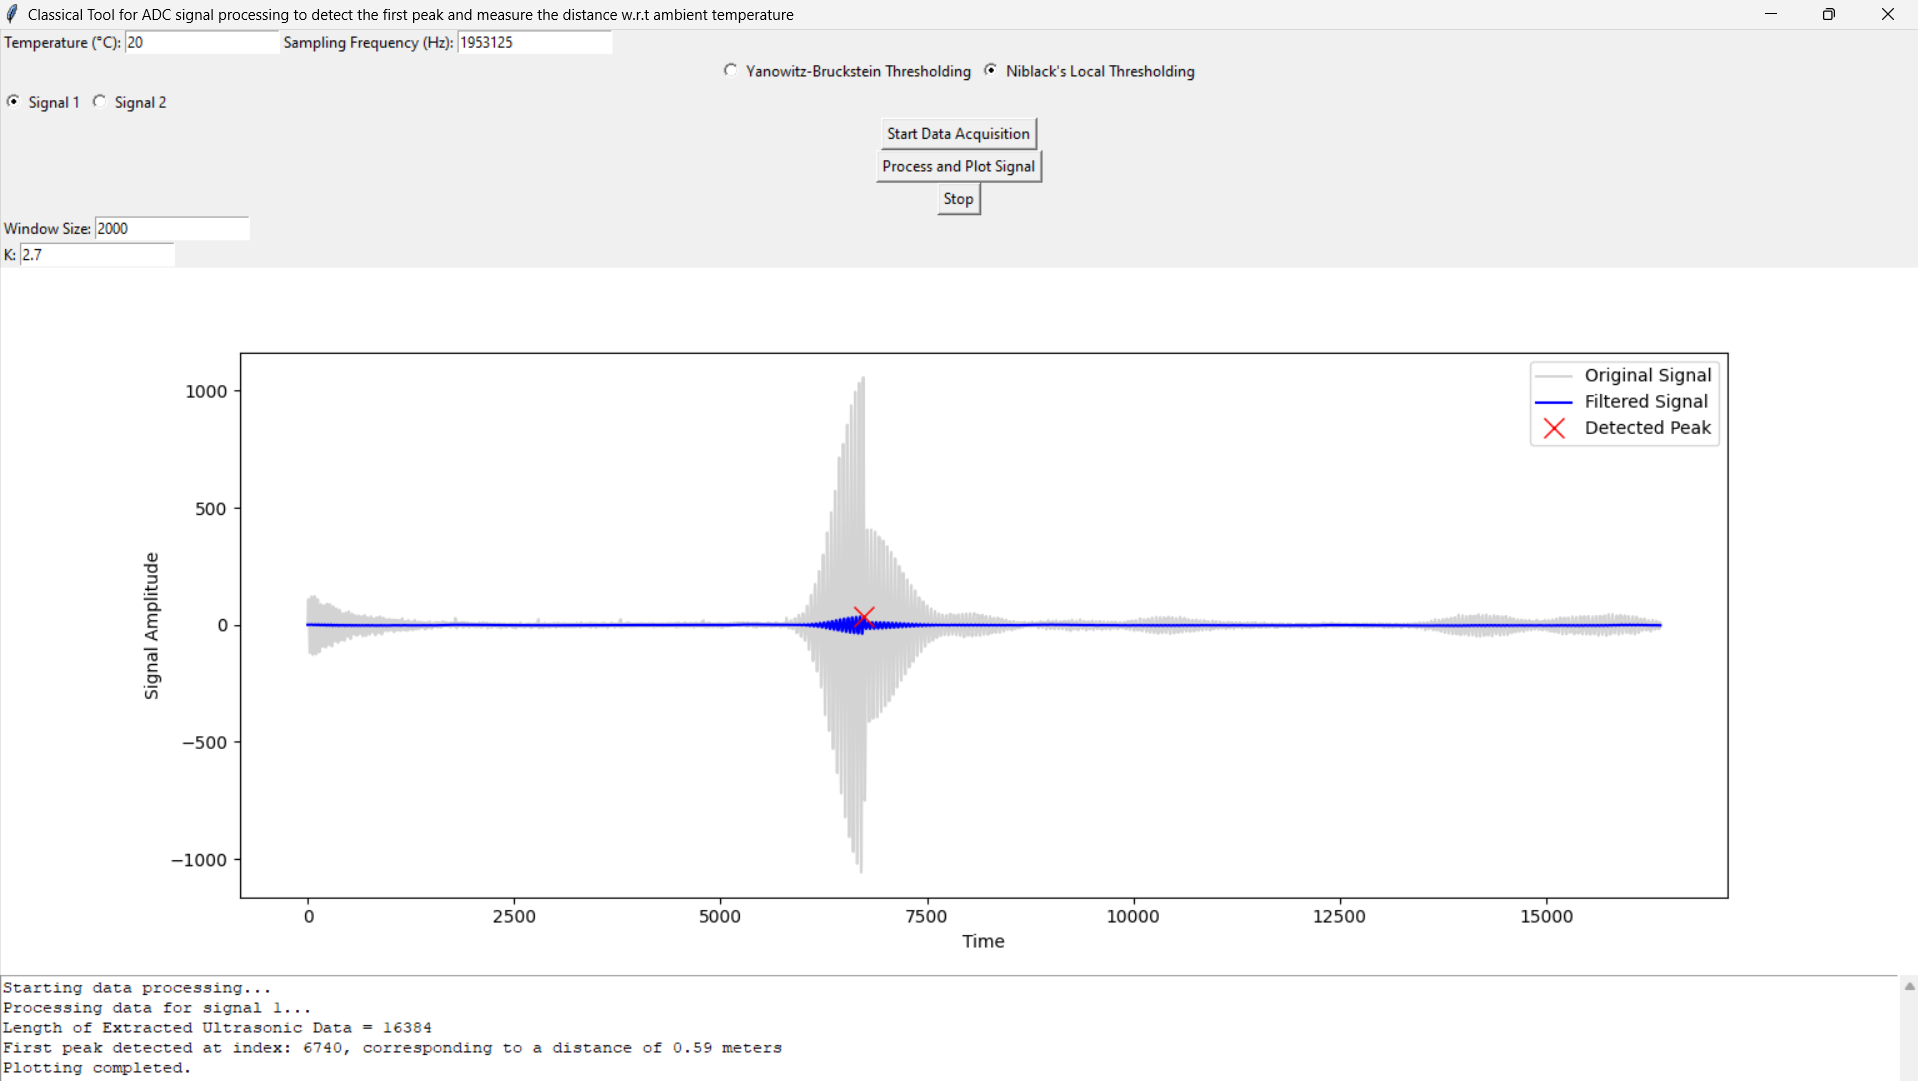 Classical Tool for ADC signal processing to detect the first peak and measure the distance w.r.t ambient temperature
Temperature (°C): 20 Sampling Frequency (Hz): 1953125
Yanowitz-Bruckstein Thresholding Niblack's Local Thresholding
Signal 1 Signal 2
Start Data Acquisition
Process and Plot Signal
Stop
Window Size: 2000
K: 2.7
Original Signal
Filtered Signal
Detected Peak
1000
500
0
−500
−1000
Signal Amplitude
0 2500 5000 7500 10000 12500 15000
Time
Starting data processing...
Processing data for signal 1...
Length of Extracted Ultrasonic Data = 16384
First peak detected at index: 6740, corresponding to a distance of 0.59 meters
Plotting completed.